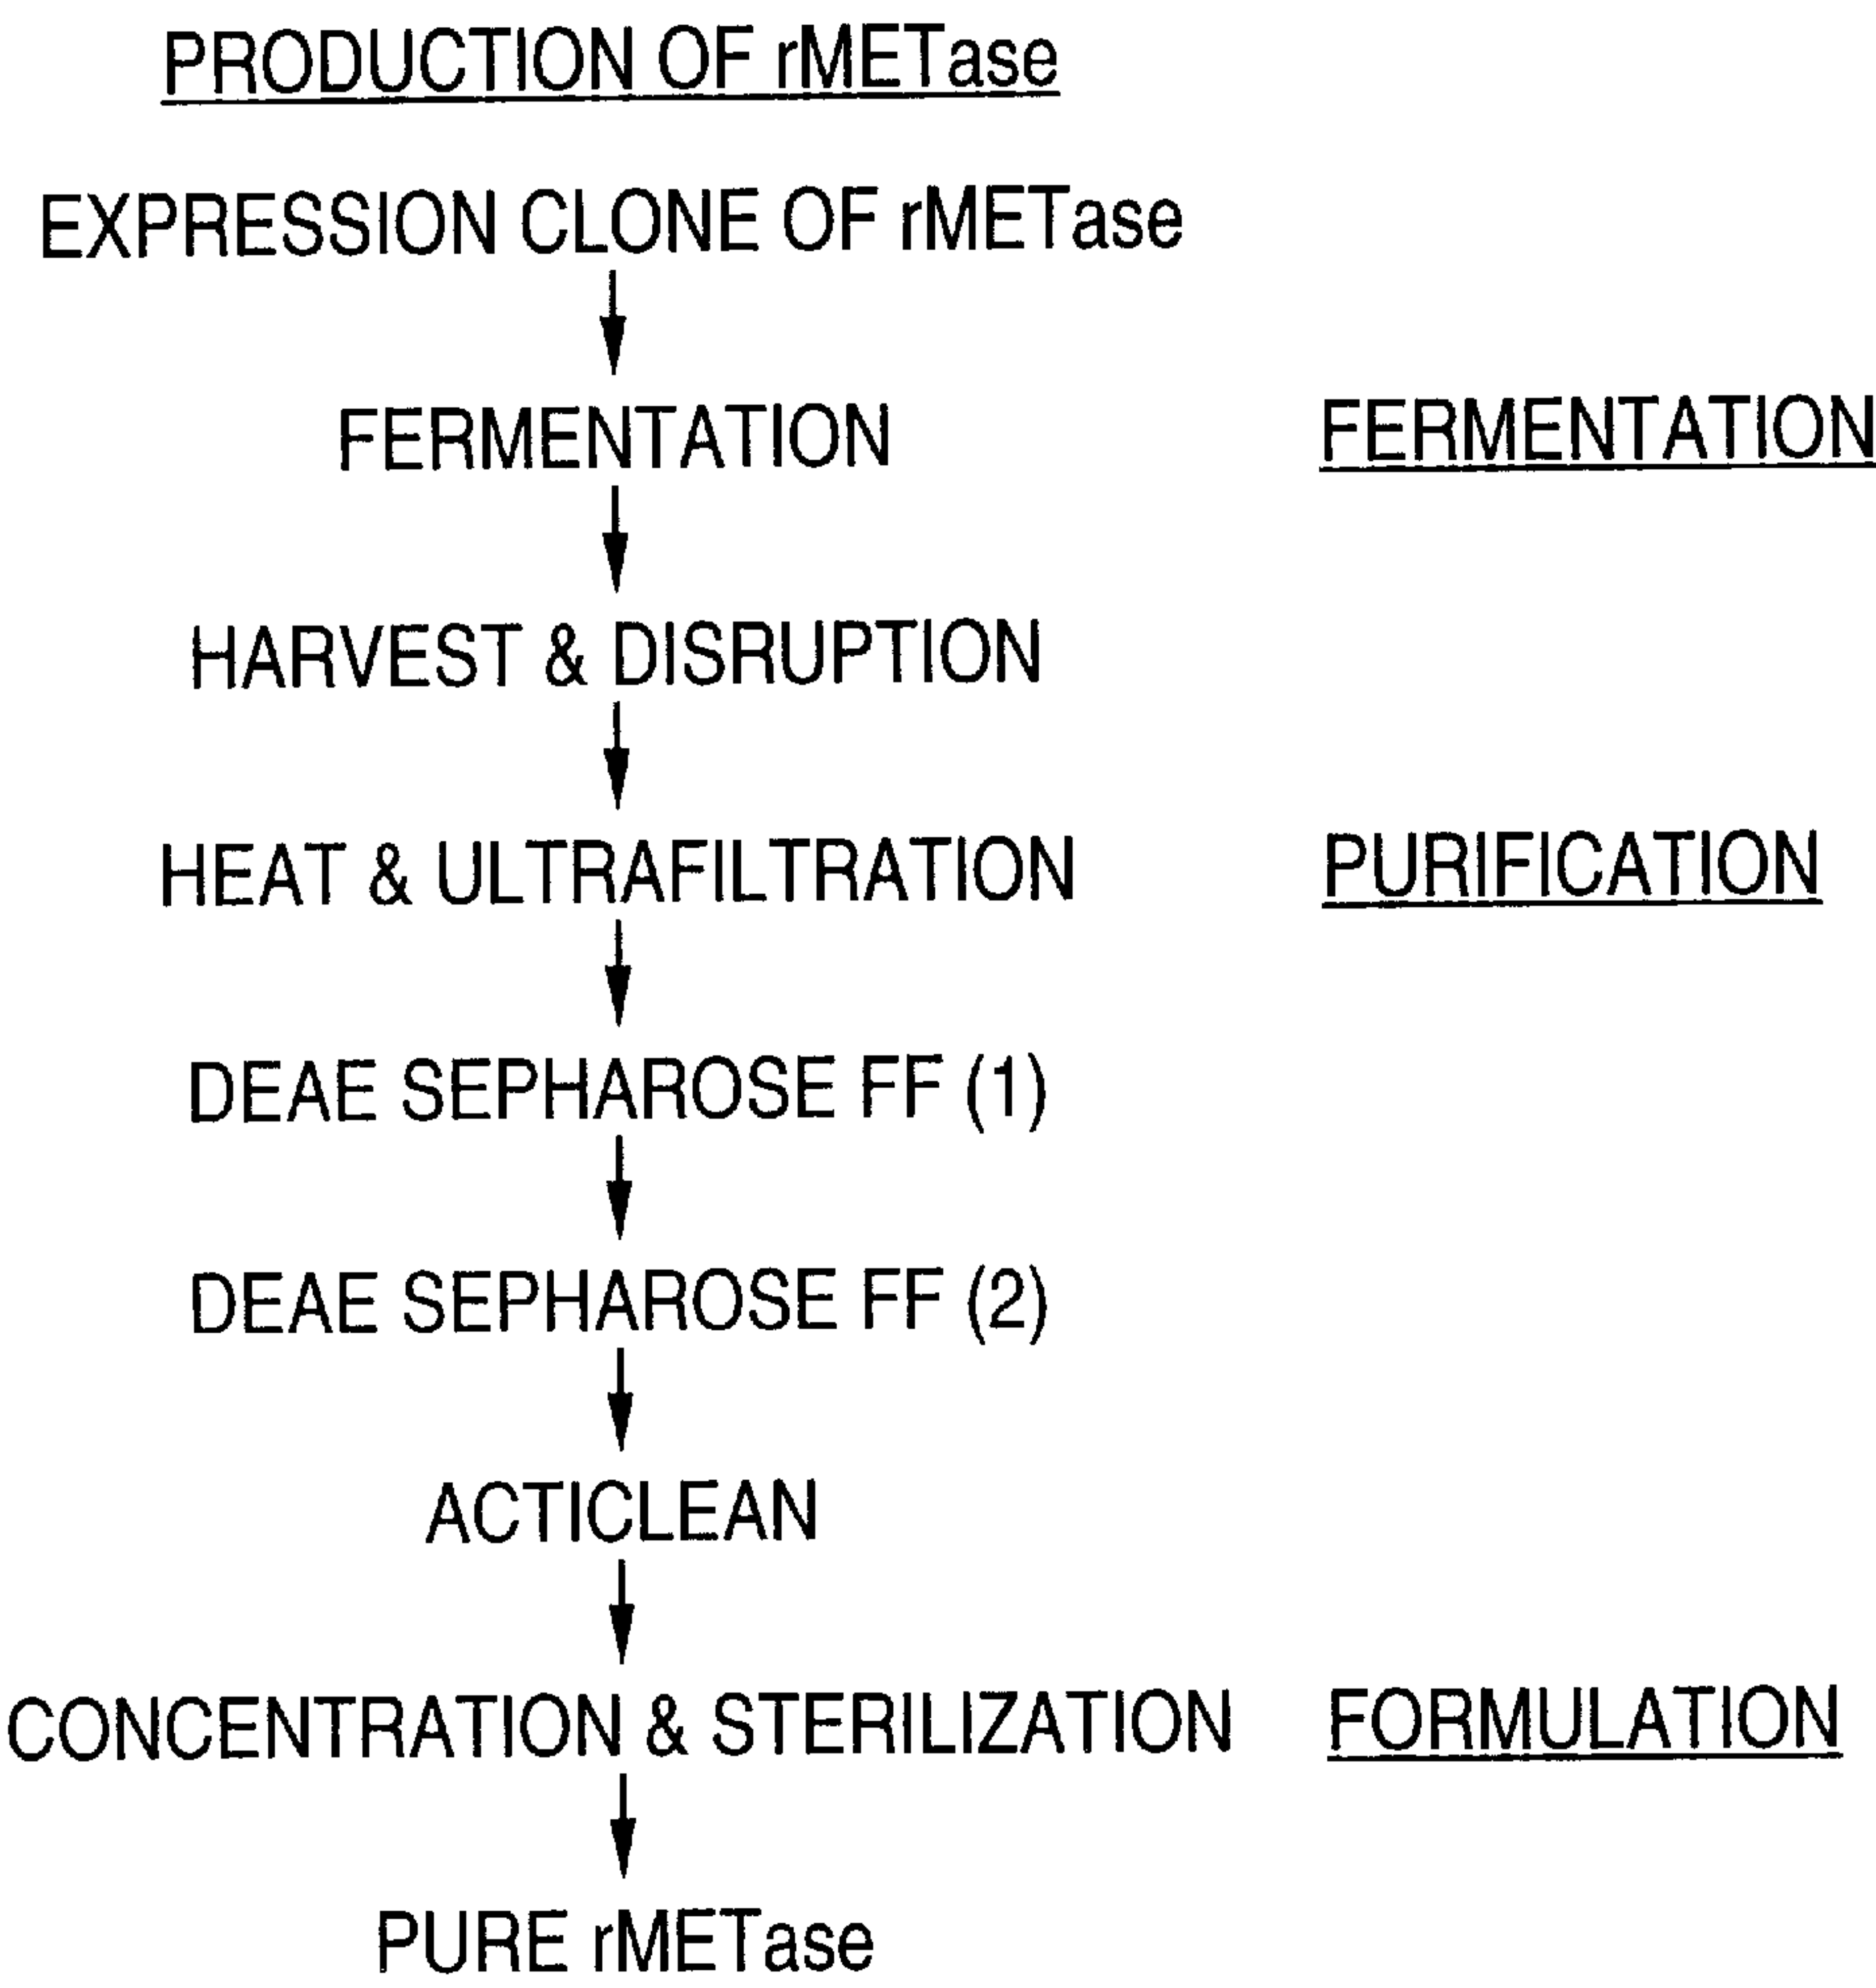 PRODUCTION OF rMETase
EXPRESSION CLONE OF rMETase
FERMENTATION FERMENTATION
HARVEST & DISRUPTION
HEAT & ULTRAFILTRATION PURIFICATION
DEAE SEPHAROSE FF (1)
DEAE SEPHAROSE FF (2)
ACTICLEAN
CONCENTRATION & STERILIZATION FORMULATION
PURE rMETase